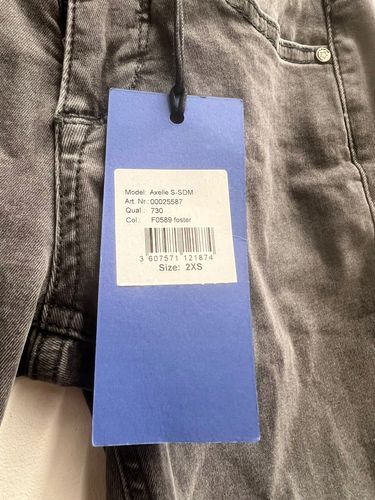 Model: Axelle S-SDM
Art. Nr.: 00025587
Qual.: 730
Col.: F0589 foster
3 607571 121874
Size: 2XS